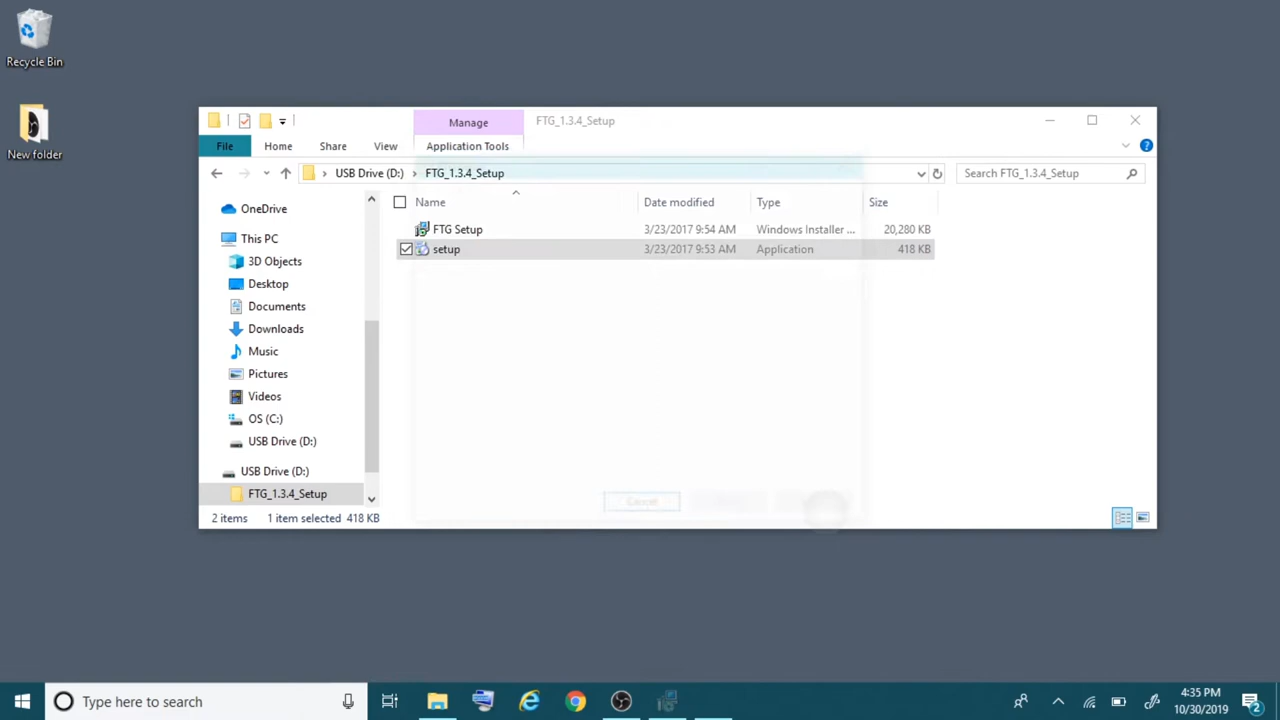 Recycle Bin
New folder
Manage
FTG_1.3.4_Setup
File Home Share View Application Tools
USB Drive (D:) FTG_1.3.4_Setup
Search FTG_1.3.4_Setup
Name Date modified Type Size
FTG Setup 3/23/2017 9:54 AM Windows Installer ... 20,280 KB
setup 3/23/2017 9:53 AM Application 418 KB
OneDrive
This PC
3D Objects
Desktop
Documents
Downloads
Music
Pictures
Videos
OS (C:)
USB Drive (D:)
USB Drive (D:)
FTG_1.3.4_Setup
Cancel
2 items 1 item selected 418 KB
Type here to search
4:35 PM
10/30/2019
2